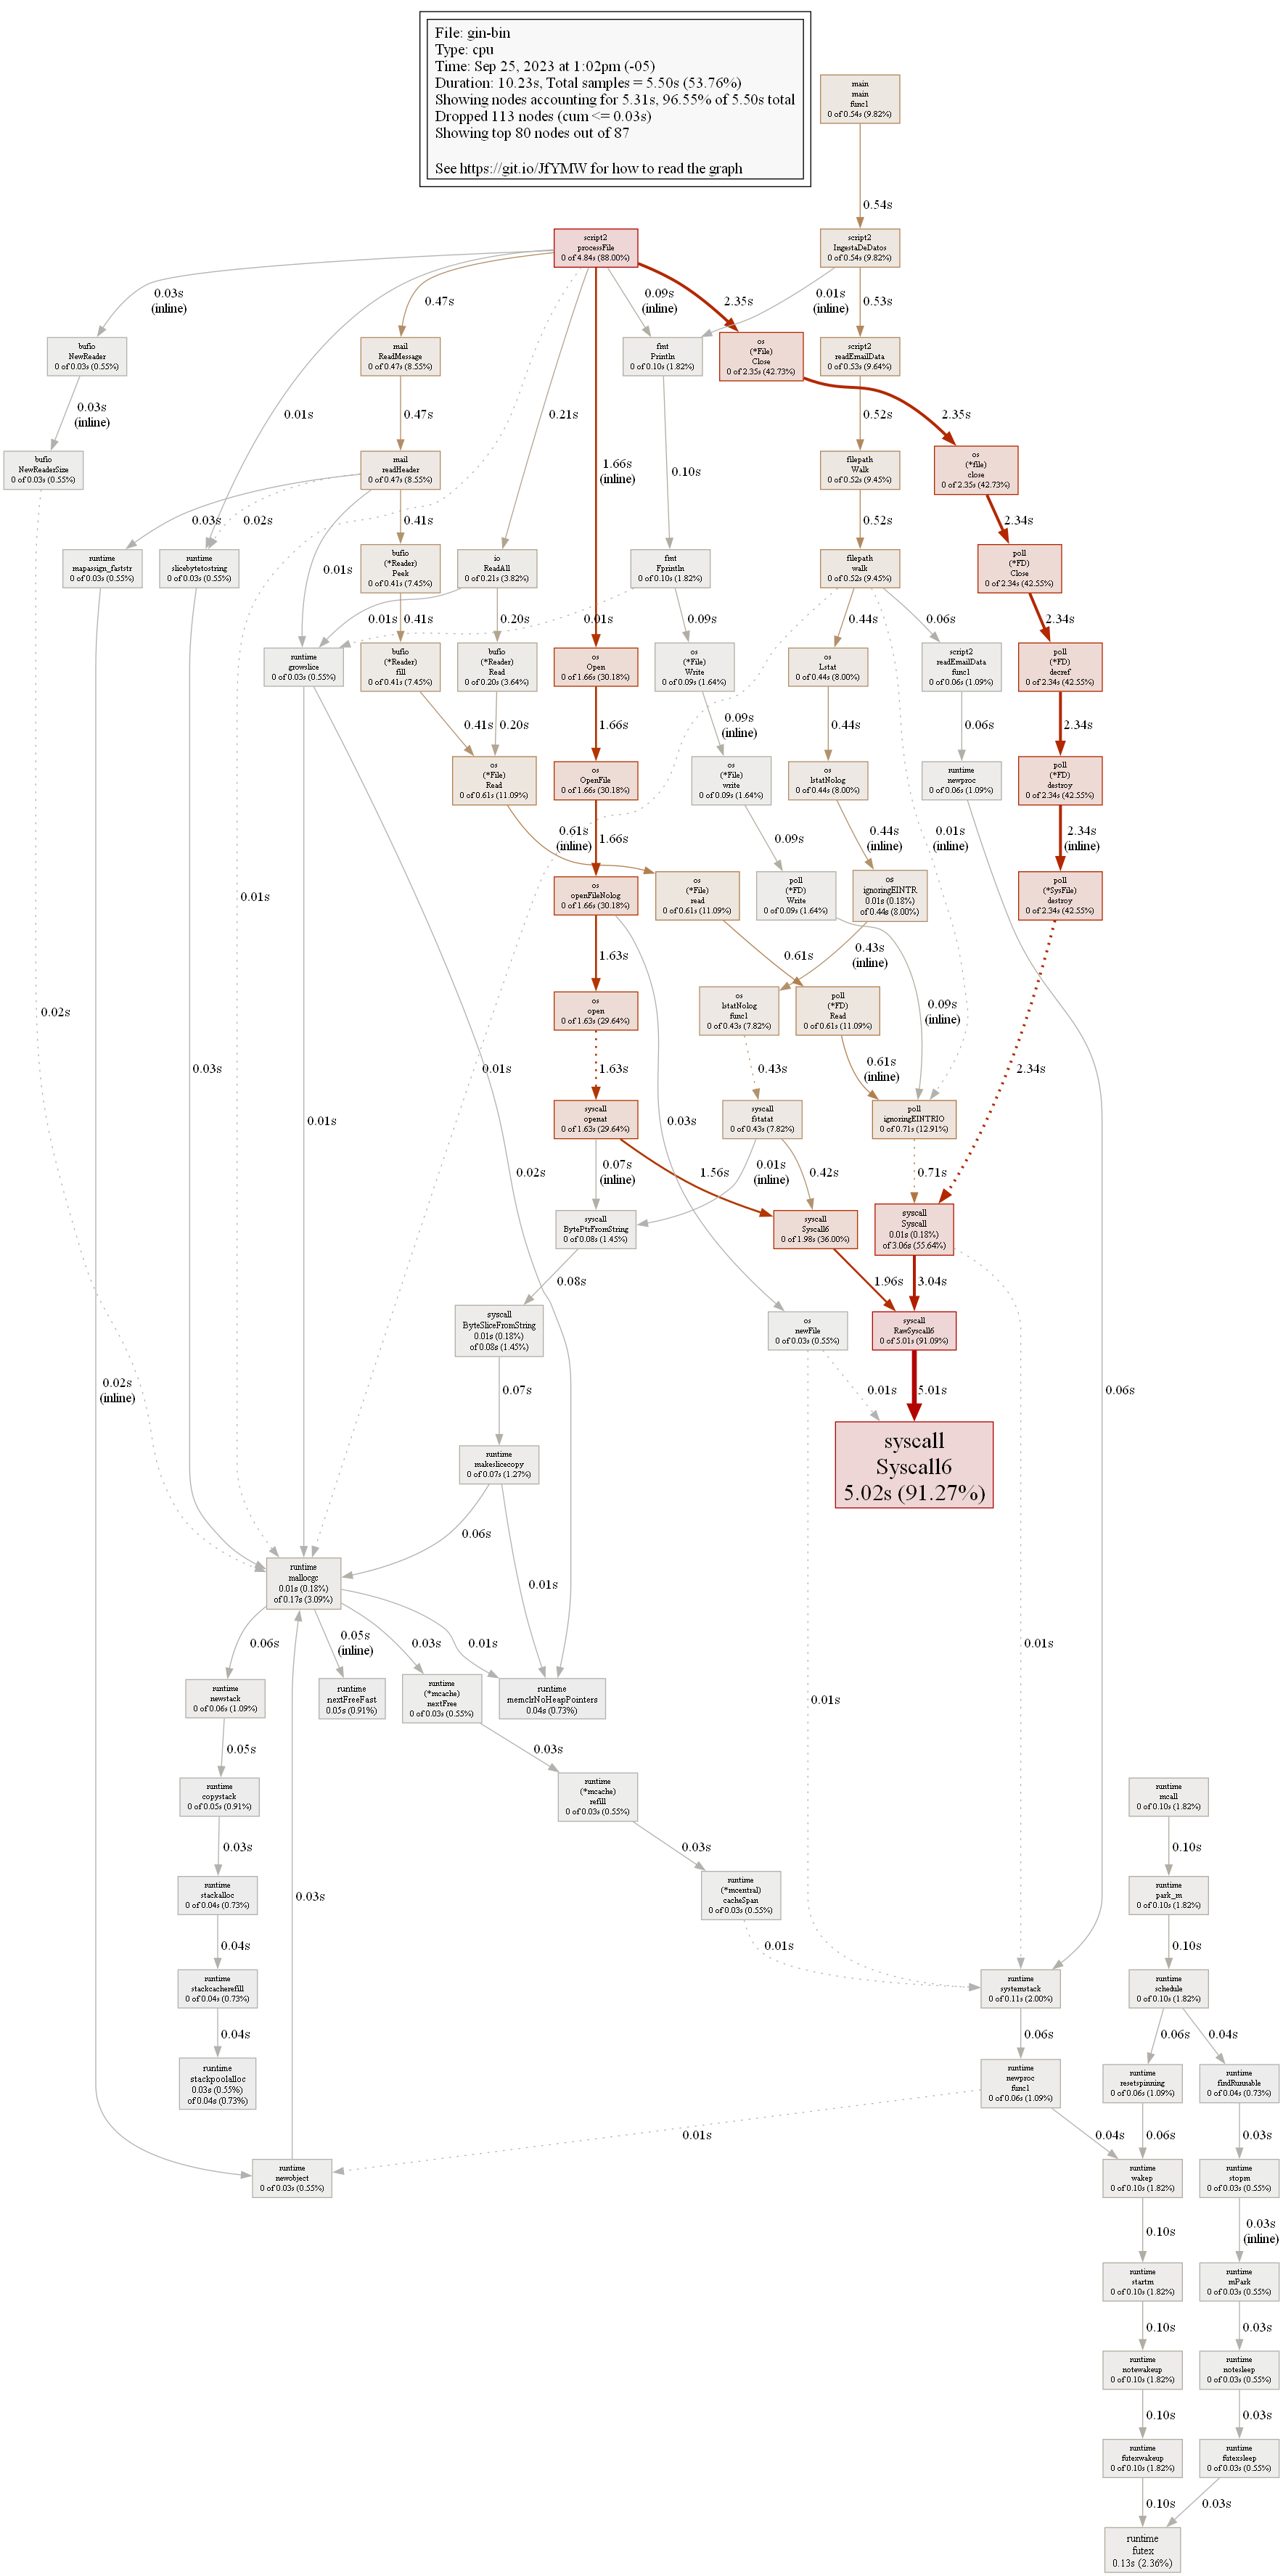 File: gin-bin
Type: cpu
Time: Sep 25, 2023 at 1:02pm (-05)
Duration: 10.23s, Total samples = 5.50s (53.76%)
Showing nodes accounting for 5.31s, 96.55% of 5.50s total
Dropped 113 nodes (cum <= 0.03s)
Showing top 80 nodes out of 87
See https://git.io/JfYMW for how to read the graph
main
main
func1
0 of 0.54s (9.82%)
0.54s
script2
processFile
0 of 4.84s (88.00%)
script2
IngestaDeDatos
0 of 0.54s (9.82%)
0.03s
(inline)
0.47s
0.09s
(inline)
2.35s
0.01s
(inline)
0.53s
bufio
NewReader
0 of 0.03s (0.55%)
mail
ReadMessage
0 of 0.47s (8.55%)
fmt
Println
0 of 0.10s (1.82%)
os
(*File)
Close
0 of 2.35s (42.73%)
script2
readEmailData
0 of 0.53s (9.64%)
0.03s
(inline)
0.01s
0.47s
0.21s
1.66s
(inline)
0.10s
0.52s
2.35s
bufio
NewReaderSize
0 of 0.03s (0.55%)
mail
readHeader
0 of 0.47s (8.55%)
filepath
Walk
0 of 0.52s (9.45%)
os
(*file)
close
0 of 2.35s (42.73%)
0.03s
0.02s
0.41s
0.52s
2.34s
runtime
mapassign_faststr
0 of 0.03s (0.55%)
runtime
slicebytetostring
0 of 0.03s (0.55%)
0.01s
bufio
(*Reader)
Peek
0 of 0.41s (7.45%)
io
ReadAll
0 of 0.21s (3.82%)
fmt
Fprintln
0 of 0.10s (1.82%)
filepath
walk
0 of 0.52s (9.45%)
poll
(*FD)
Close
0 of 2.34s (42.55%)
0.01s
0.41s
0.20s
0.01s
0.09s
0.44s
0.06s
2.34s
runtime
growslice
0 of 0.03s (0.55%)
bufio
(*Reader)
fill
0 of 0.41s (7.45%)
bufio
(*Reader)
Read
0 of 0.20s (3.64%)
os
Open
0 of 1.66s (30.18%)
os
(*File)
Write
0 of 0.09s (1.64%)
os
Lstat
0 of 0.44s (8.00%)
script2
readEmailData
func1
0 of 0.06s (1.09%)
poll
(*FD)
decref
0 of 2.34s (42.55%)
0.41s
0.20s
1.66s
0.09s
(inline)
0.44s
0.06s
2.34s
os
(*File)
Read
0 of 0.61s (11.09%)
os
OpenFile
0 of 1.66s (30.18%)
os
(*File)
write
0 of 0.09s (1.64%)
os
lstatNolog
0 of 0.44s (8.00%)
runtime
newproc
0 of 0.06s (1.09%)
poll
(*FD)
destroy
0 of 2.34s (42.55%)
0.61s
(inline)
1.66s
0.09s
0.44s
(inline)
0.01s
(inline)
2.34s
(inline)
0.01s
os
openFileNolog
0 of 1.66s (30.18%)
os
(*File)
read
0 of 0.61s (11.09%)
poll
(*FD)
Write
0 of 0.09s (1.64%)
os
ignoringEINTR
0.01s (0.18%)
of 0.44s (8.00%)
poll
(*SysFile)
destroy
0 of 2.34s (42.55%)
1.63s
0.61s
0.43s
(inline)
0.02s
os
open
0 of 1.63s (29.64%)
os
lstatNolog
func1
0 of 0.43s (7.82%)
poll
(*FD)
Read
0 of 0.61s (11.09%)
0.09s
(inline)
0.03s
0.01s
1.63s
0.43s
0.61s
(inline)
2.34s
syscall
openat
0 of 1.63s (29.64%)
syscall
fstatat
0 of 0.43s (7.82%)
poll
ignoringEINTRIO
0 of 0.71s (12.91%)
0.01s
0.03s
0.02s
0.07s
(inline)
1.56s
0.01s
(inline)
0.42s
0.71s
syscall
BytePtrFromString
0 of 0.08s (1.45%)
syscall
Syscall6
0 of 1.98s (36.00%)
syscall
Syscall
0.01s (0.18%)
of 3.06s (55.64%)
0.08s
1.96s
3.04s
syscall
ByteSliceFromString
0.01s (0.18%)
of 0.08s (1.45%)
os
newFile
0 of 0.03s (0.55%)
syscall
RawSyscall6
0 of 5.01s (91.09%)
0.02s
(inline)
0.07s
0.01s
5.01s
0.06s
runtime
makeslicecopy
0 of 0.07s (1.27%)
syscall
Syscall6
5.02s (91.27%)
0.06s
runtime
mallocgc
0.01s (0.18%)
of 0.17s (3.09%)
0.01s
0.06s
0.05s
(inline)
0.03s
0.01s
0.01s
0.01s
runtime
newstack
0 of 0.06s (1.09%)
runtime
nextFreeFast
0.05s (0.91%)
runtime
(*mcache)
nextFree
0 of 0.03s (0.55%)
runtime
memclrNoHeapPointers
0.04s (0.73%)
0.05s
0.03s
runtime
copystack
0 of 0.05s (0.91%)
runtime
(*mcache)
refill
0 of 0.03s (0.55%)
runtime
mcall
0 of 0.10s (1.82%)
0.03s
0.03s
0.10s
runtime
stackalloc
0 of 0.04s (0.73%)
0.03s
runtime
(*mcentral)
cacheSpan
0 of 0.03s (0.55%)
runtime
park_m
0 of 0.10s (1.82%)
0.04s
0.01s
0.10s
runtime
stackcacherefill
0 of 0.04s (0.73%)
runtime
systemstack
0 of 0.11s (2.00%)
runtime
schedule
0 of 0.10s (1.82%)
0.04s
0.06s
0.06s
0.04s
runtime
stackpoolalloc
0.03s (0.55%)
of 0.04s (0.73%)
runtime
newproc
func1
0 of 0.06s (1.09%)
runtime
resetspinning
0 of 0.06s (1.09%)
runtime
findRunnable
0 of 0.04s (0.73%)
0.01s
0.04s
0.06s
0.03s
runtime
newobject
0 of 0.03s (0.55%)
runtime
wakep
0 of 0.10s (1.82%)
runtime
stopm
0 of 0.03s (0.55%)
0.10s
0.03s
(inline)
runtime
startm
0 of 0.10s (1.82%)
runtime
mPark
0 of 0.03s (0.55%)
0.10s
0.03s
runtime
notewakeup
0 of 0.10s (1.82%)
runtime
notesleep
0 of 0.03s (0.55%)
0.10s
0.03s
runtime
futexwakeup
0 of 0.10s (1.82%)
runtime
futexsleep
0 of 0.03s (0.55%)
0.10s
0.03s
runtime
futex
0.13s (2.36%)